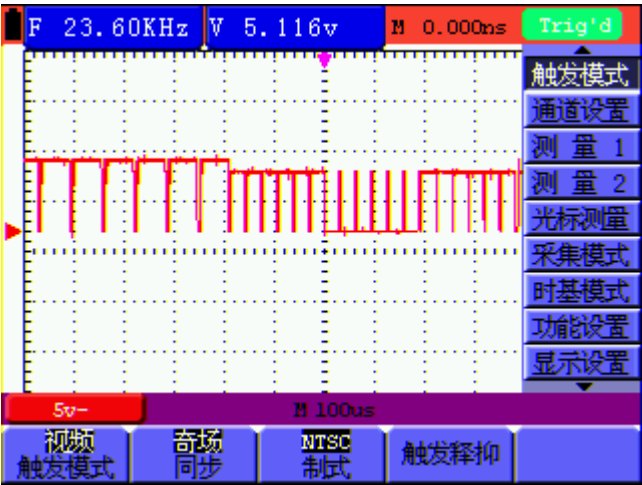 F 23.60KHz V 5.116v M 0.000ns Trig'd
触发模式
通道设置
测 量 1
测 量 2
光标测量
采集模式
时基模式
功能设置
显示设置
5v- M 100us
视频 奇场 NTSC
触发模式 同步 制式 触发释抑